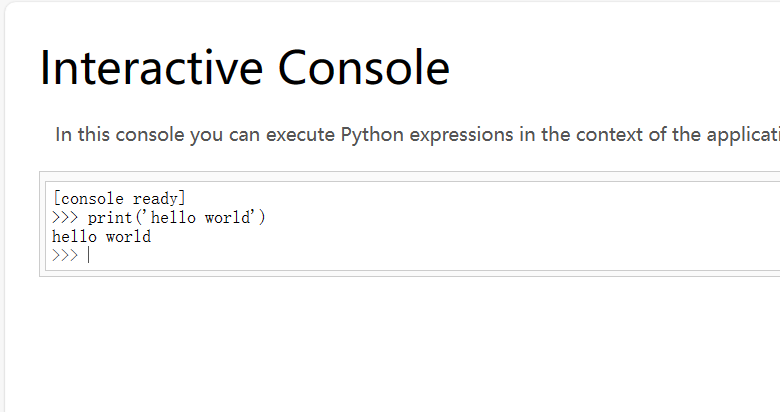 Interactive Console
In this console you can execute Python expressions in the context of the applicati
[console ready]
>>> print('hello world')
hello world
>>>